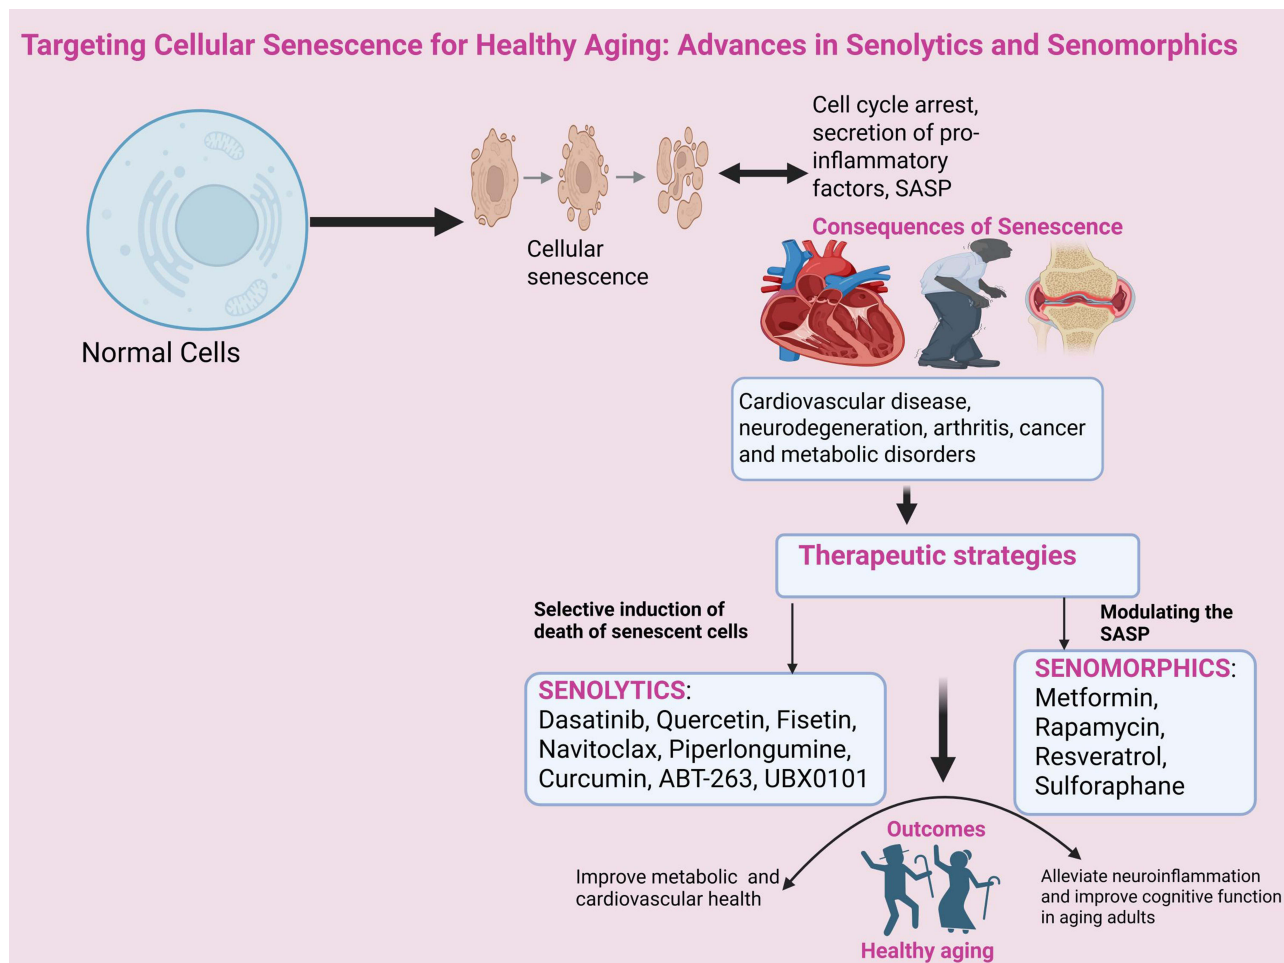 Targeting Cellular Senescence for Healthy Aging: Advances in Senolytics and Senomorphics
Cell cycle arrest,
secretion of pro-
inflammatory
factors, SASP
Cellular
senescence
Normal Cells
Consequences of Senescence
Cardiovascular disease,
neurodegeneration, arthritis, cancer
and metabolic disorders
Therapeutic strategies
Selective induction of
death of senescent cells
Modulating the
SASP
SENOLYTICS:
Dasatinib, Quercetin, Fisetin,
Navitoclax, Piperlongumine,
Curcumin, ABT-263, UBX0101
SENOMORPHICS:
Metformin,
Rapamycin,
Resveratrol,
Sulforaphane
Outcomes
Improve metabolic and
cardiovascular health
Alleviate neuroinflammation
and improve cognitive function
in aging adults
Healthy aging